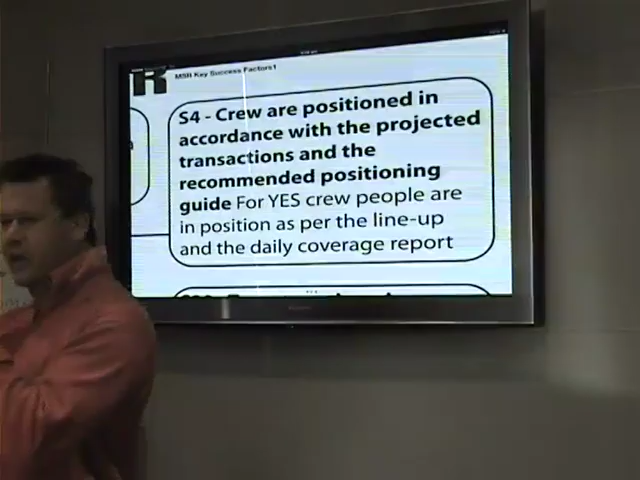 R
MSR Key Success Factors1
S4 - Crew are positioned in
accordance with the projected
transactions and the
recommended positioning
guide For YES crew people are
in position as per the line-up
and the daily coverage report